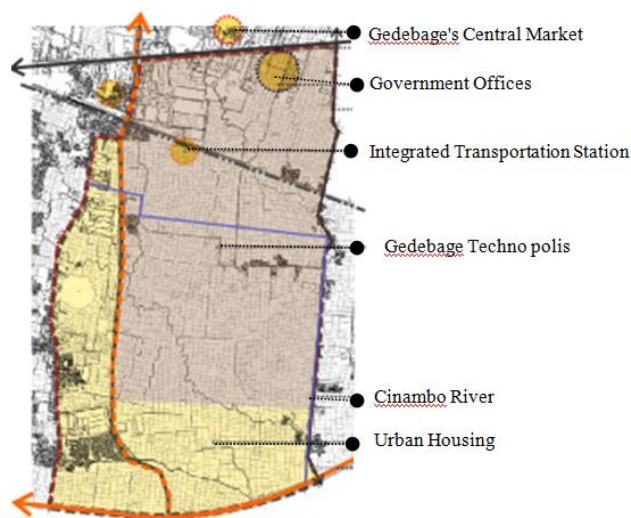 Gedebage's Central Market
Government Offices
Integrated Transportation Station
Gedebage Techno polis
Cinambo River
Urban Housing